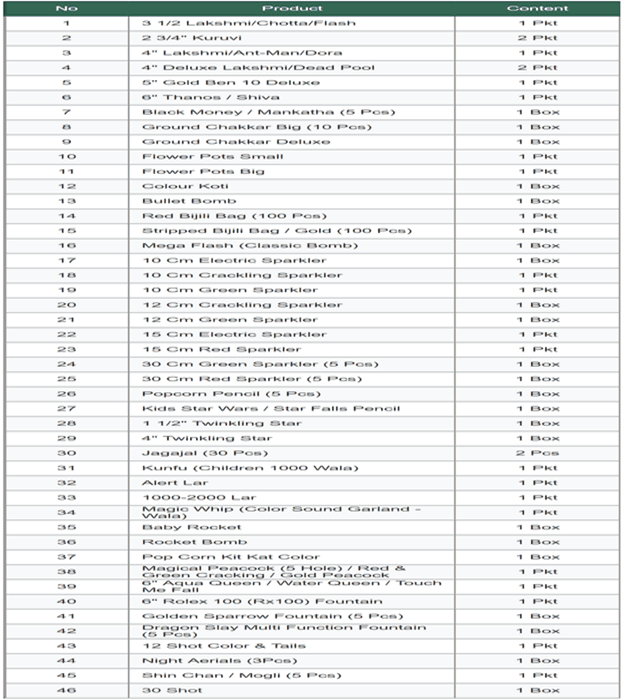 No Product Content
1 3 1/2 Lakshmi/Chotta/Flash 1 Pkt
2 2 3/4" Kuruvi 2 Pkt
3 4" Lakshmi/Ant-Man/Dora 1 Pkt
4 4" Deluxe Lakshmi/Dead Pool 2 Pkt
5 5" Gold Ben 10 Deluxe 1 Pkt
6 6" Thanos / Shiva 1 Pkt
7 Black Money / Mankatha (5 Pcs) 1 Box
8 Ground Chakkar Big (10 Pcs) 1 Box
9 Ground Chakkar Deluxe 1 Box
10 Flower Pots Small 1 Pkt
11 Flower Pots Big 1 Pkt
12 Colour Koti 1 Box
13 Bullet Bomb 1 Box
14 Red Bijili Bag (100 Pcs) 1 Pkt
15 Stripped Bijili Bag / Gold (100 Pcs) 1 Pkt
16 Mega Flash (Classic Bomb) 1 Box
17 10 Cm Electric Sparkler 1 Box
18 10 Cm Crackling Sparkler 1 Pkt
19 10 Cm Green Sparkler 1 Pkt
20 12 Cm Crackling Sparkler 1 Box
21 12 Cm Green Sparkler 1 Box
22 15 Cm Electric Sparkler 1 Pkt
23 15 Cm Red Sparkler 1 Pkt
24 30 Cm Green Sparkler (5 Pcs) 1 Box
25 30 Cm Red Sparkler (5 Pcs) 1 Box
26 Popcorn Pencil (5 Pcs) 1 Box
27 Kids Star Wars / Star Falls Pencil 1 Box
28 1 1/2" Twinkling Star 1 Box
29 4" Twinkling Star 1 Box
30 Jagajal (30 Pcs) 2 Pcs
31 Kunfu (Children 1000 Wala) 1 Pkt
32 Alert Lar 1 Pkt
33 1000-2000 Lar 1 Pkt
34 Magic Whip (Color Sound Garland - 1 Pkt
Wala)
35 Baby Rocket 1 Box
36 Rocket Bomb 1 Box
37 Pop Corn Kit Kat Color 1 Box
38 Magical Peacock (5 Hole) / Red & 1 Pkt
Green Cracking / Gold Peacock
39 6" Aqua Queen / Water Queen / Touch 1 Pkt
Me Fall
40 6" Rolex 100 (Rx100) Fountain 1 Pkt
41 Golden Sparrow Fountain (5 Pcs) 1 Box
42 Dragon Slay Multi Function Fountain 1 Box
(5 Pcs)
43 12 Shot Color & Tails 1 Pkt
44 Night Aerials (3Pcs) 1 Box
45 Shin Chan / Mogli (5 Pcs) 1 Pkt
46 30 Shot 1 Box